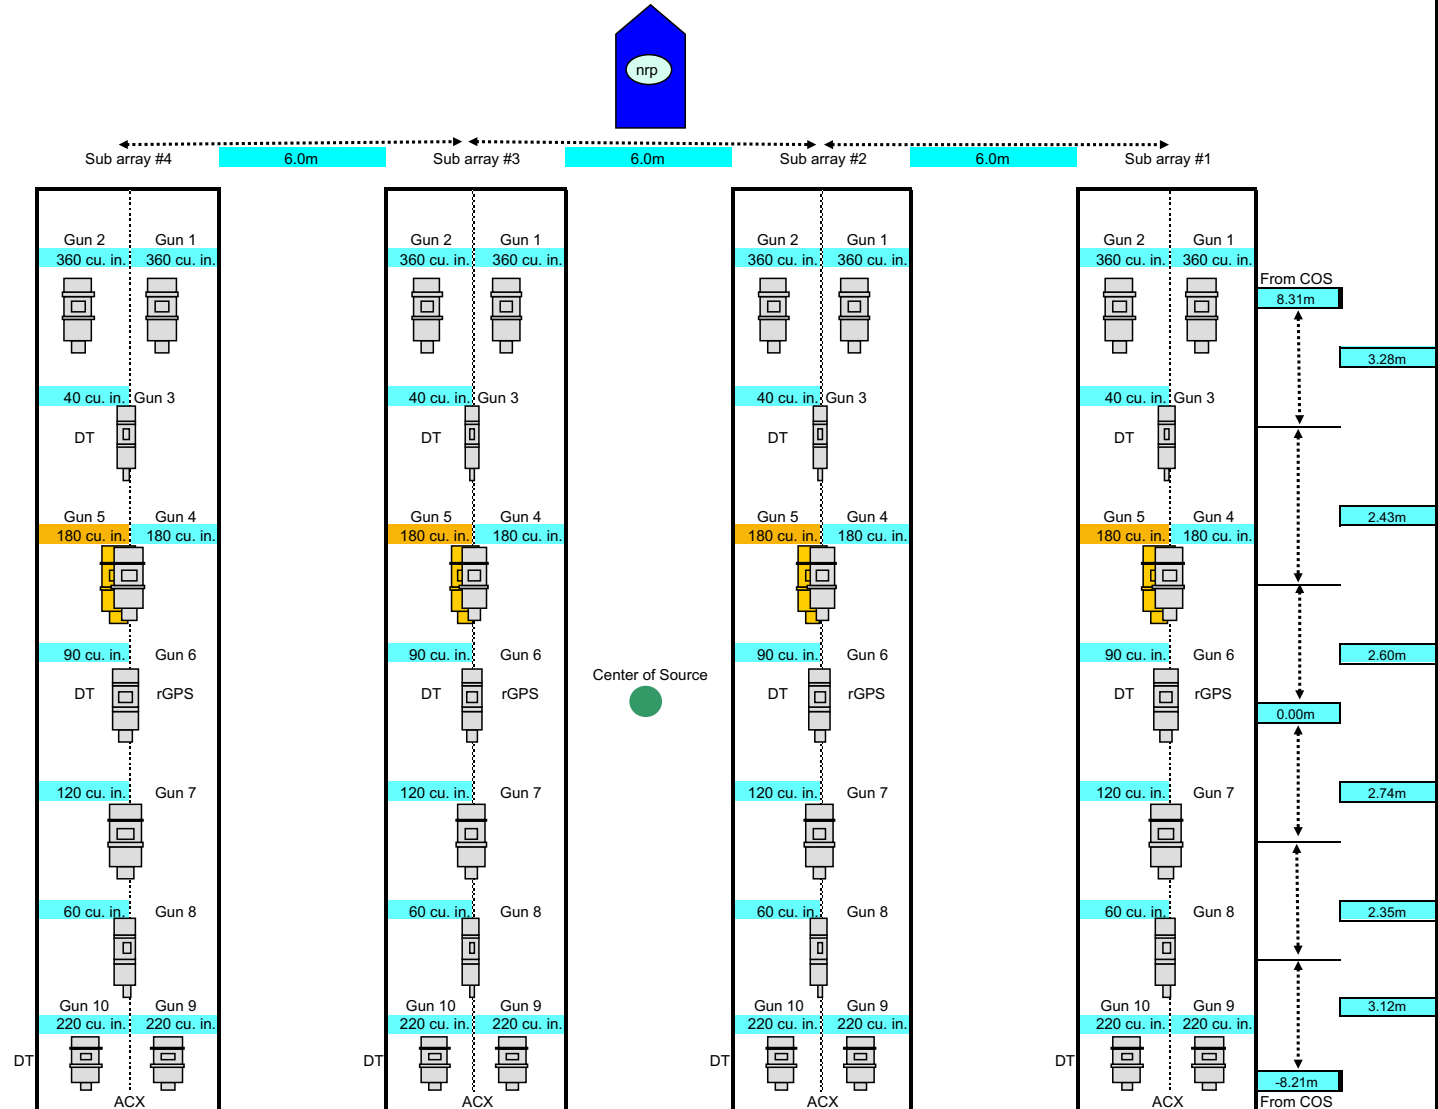 nrp
Sub array #4 6.0m Sub array #3 6.0m Sub array #2 6.0m Sub array #1
Gun 2 Gun 1 Gun 2 Gun 1 Gun 2 Gun 1 Gun 2 Gun 1
360 cu. in. 360 cu. in. 360 cu. in. 360 cu. in. 360 cu. in. 360 cu. in. 360 cu. in. 360 cu. in.
From COS
8.31m
3.28m
40 cu. in. Gun 3 40 cu. in. Gun 3 40 cu. in. Gun 3 40 cu. in. Gun 3
DT DT DT DT
Gun 5 Gun 4 Gun 5 Gun 4 Gun 5 Gun 4 Gun 5 Gun 4
2.43m
180 cu. in. 180 cu. in. 180 cu. in. 180 cu. in. 180 cu. in. 180 cu. in. 180 cu. in. 180 cu. in.
90 cu. in. Gun 6 90 cu. in. Gun 6 90 cu. in. Gun 6 90 cu. in. Gun 6 2.60m
Center of Source
DT rGPS DT rGPS DT rGPS DT rGPS
0.00m
120 cu. in. Gun 7 120 cu. in. Gun 7 120 cu. in. Gun 7 120 cu. in. Gun 7 2.74m
60 cu. in. Gun 8 60 cu. in. Gun 8 60 cu. in. Gun 8 60 cu. in. Gun 8 2.35m
Gun 10 Gun 9 Gun 10 Gun 9 Gun 10 Gun 9 Gun 10 Gun 9 3.12m
220 cu. in. 220 cu. in. 220 cu. in. 220 cu. in. 220 cu. in. 220 cu. in. 220 cu. in. 220 cu. in.
DT DT DT DT
-8.21m
ACX ACX ACX ACX From COS